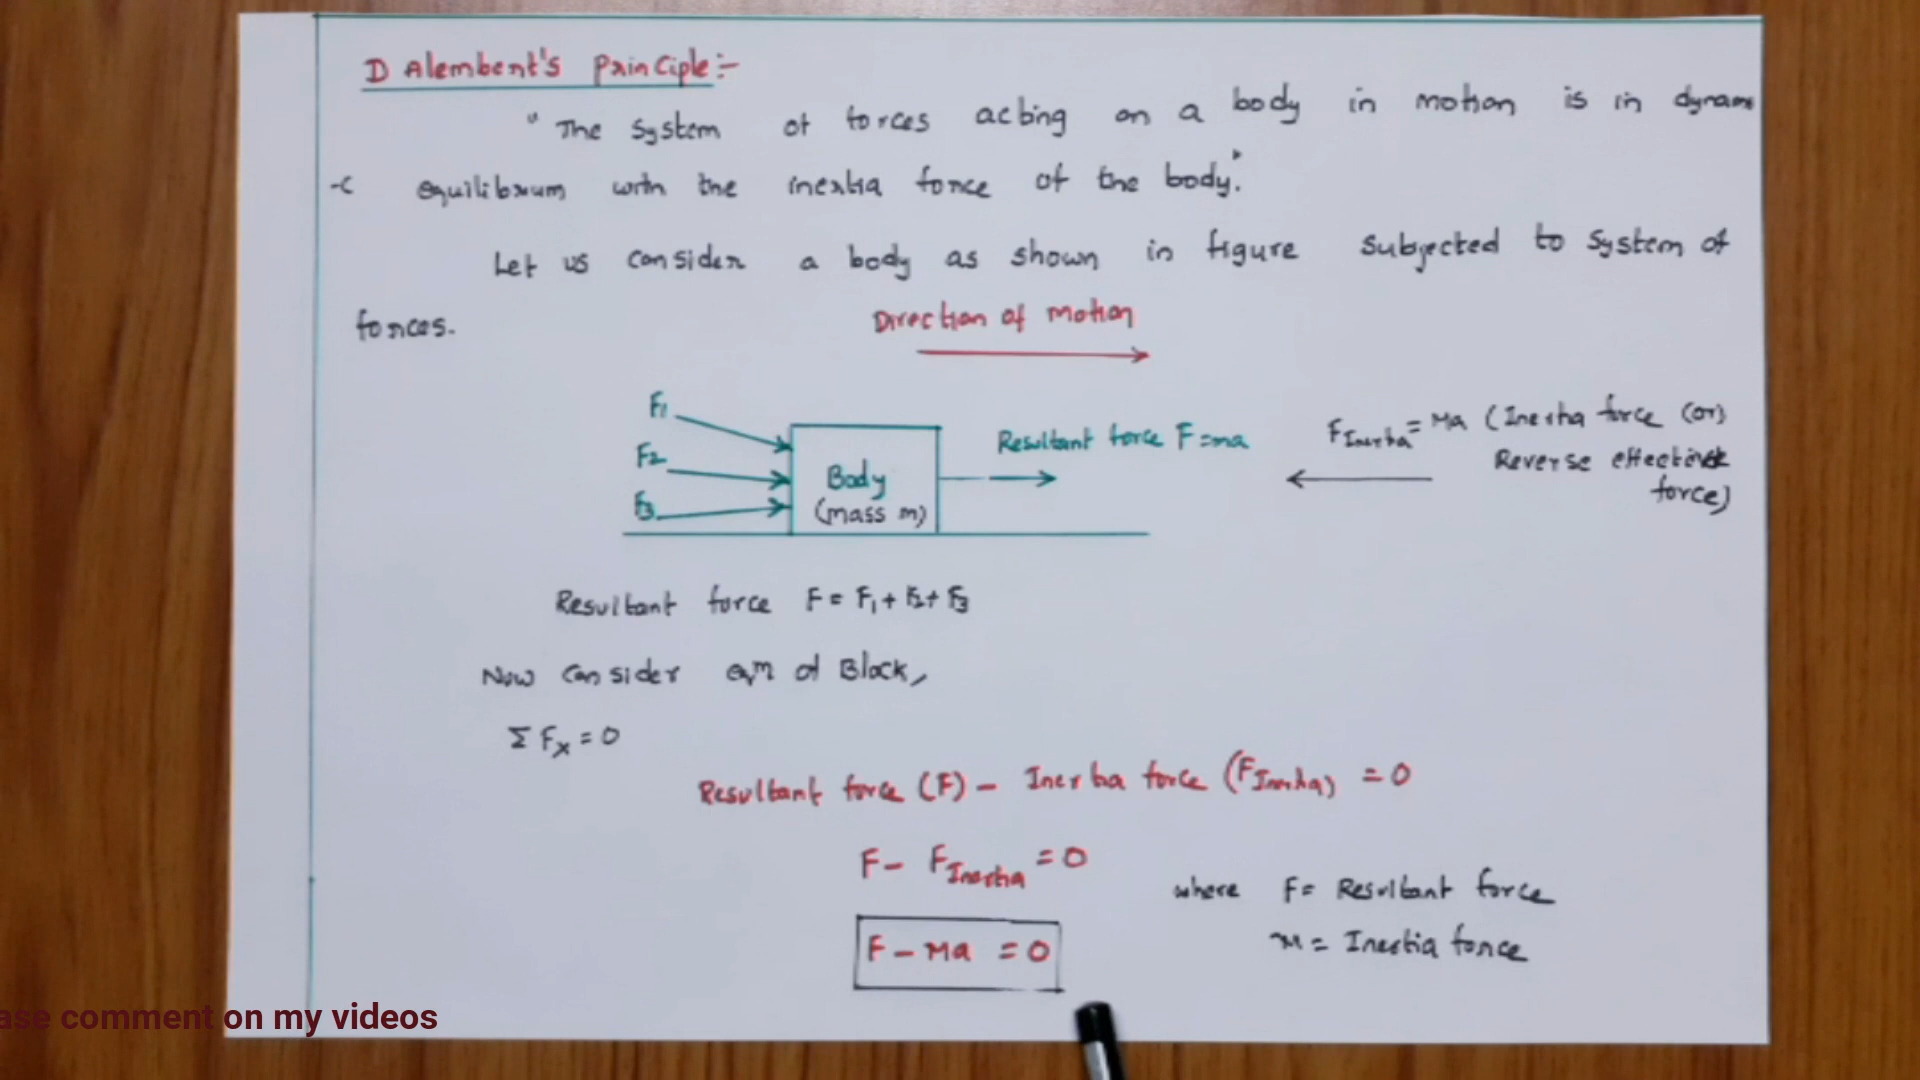 D Alembert's principle:-
"The system of forces acting on a body in motion is in dynami
-c equilibrium with the inertia force of the body."
Let us consider a body as shown in figure subjected to system of
forces.
Direction of motion
F1
F2
F3
Body
(mass m)
Resultant force F=ma
FInertia = Ma (Inertia force (or)
Reverse effective
force)
Resultant force F = F1 + F2 + F3
Now consider eqm of Block,
Σ Fx = 0
Resultant force (F) - Inertia force (FInertia) = 0
F - FInertia = 0
F - Ma = 0
where F = Resultant force
m = Inertia force
ase comment on my videos